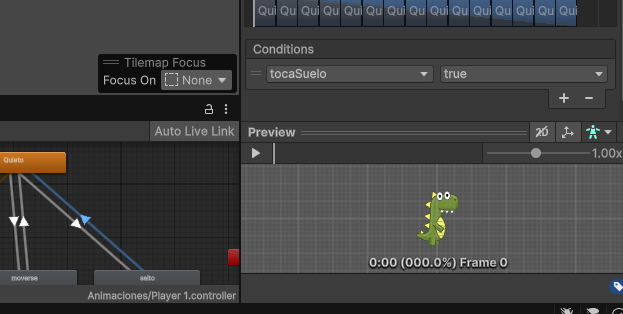 Qui Qui Qui Qui Qui Qui Qui Qui Qui Qui Qui Qui
Tilemap Focus
Focus On None
Conditions
tocaSuelo true
+ −
Auto Live Link
Preview
2D
1.00x
Quieto
moverse
salto
0:00 (000.0%) Frame 0
Animaciones/Player 1.controller